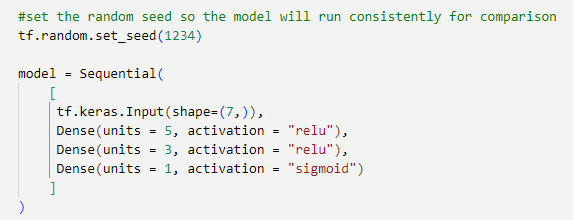 #set the random seed so the model will run consistently for comparison
tf.random.set_seed(1234)
model = Sequential(
[
tf.keras.Input(shape=(7,)),
Dense(units = 5, activation = "relu"),
Dense(units = 3, activation = "relu"),
Dense(units = 1, activation = "sigmoid")
]
)